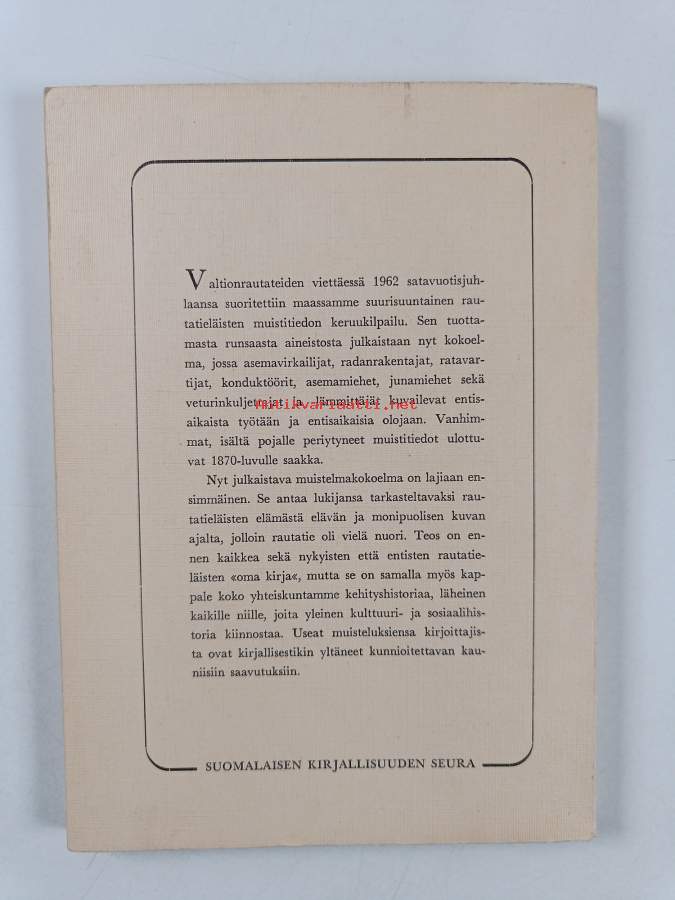 Valtionrautateiden viettäessä 1962 satavuotisjuh-
laansa suoritettiin maassamme suurisuuntainen rau-
tatieläisten muistitiedon keruukilpailu. Sen tuotta-
masta runsaasta aineistosta julkaistaan nyt kokoel-
ma, jossa asemavirkailijat, radanrakentajat, ratavar-
tijat, konduktöörit, asemamiehet, junamiehet sekä
veturinkuljettajat ja lämmittäjät kuvailevat entis-
Antikvariaatti.net
aikaista työtään ja entisaikaisia olojaan. Vanhim-
mat, isältä pojalle periytyneet muistitiedot ulottu-
vat 1870-luvulle saakka.
Nyt julkaistava muistelmakokoelma on lajiaan en-
simmäinen. Se antaa lukijansa tarkasteltavaksi rau-
tatieläisten elämästä elävän ja monipuolisen kuvan
ajalta, jolloin rautatie oli vielä nuori. Teos on en-
nen kaikkea sekä nykyisten että entisten rautatie-
läisten «oma kirja«, mutta se on samalla myös kap-
pale koko yhteiskuntamme kehityshistoriaa, läheinen
kaikille niille, joita yleinen kulttuuri- ja sosiaalihis-
toria kiinnostaa. Useat muisteluksiensa kirjoittajis-
ta ovat kirjallisestikin yltäneet kunnioitettavan kau-
niisiin saavutuksiin.
SUOMALAISEN KIRJALLISUUDEN SEURA